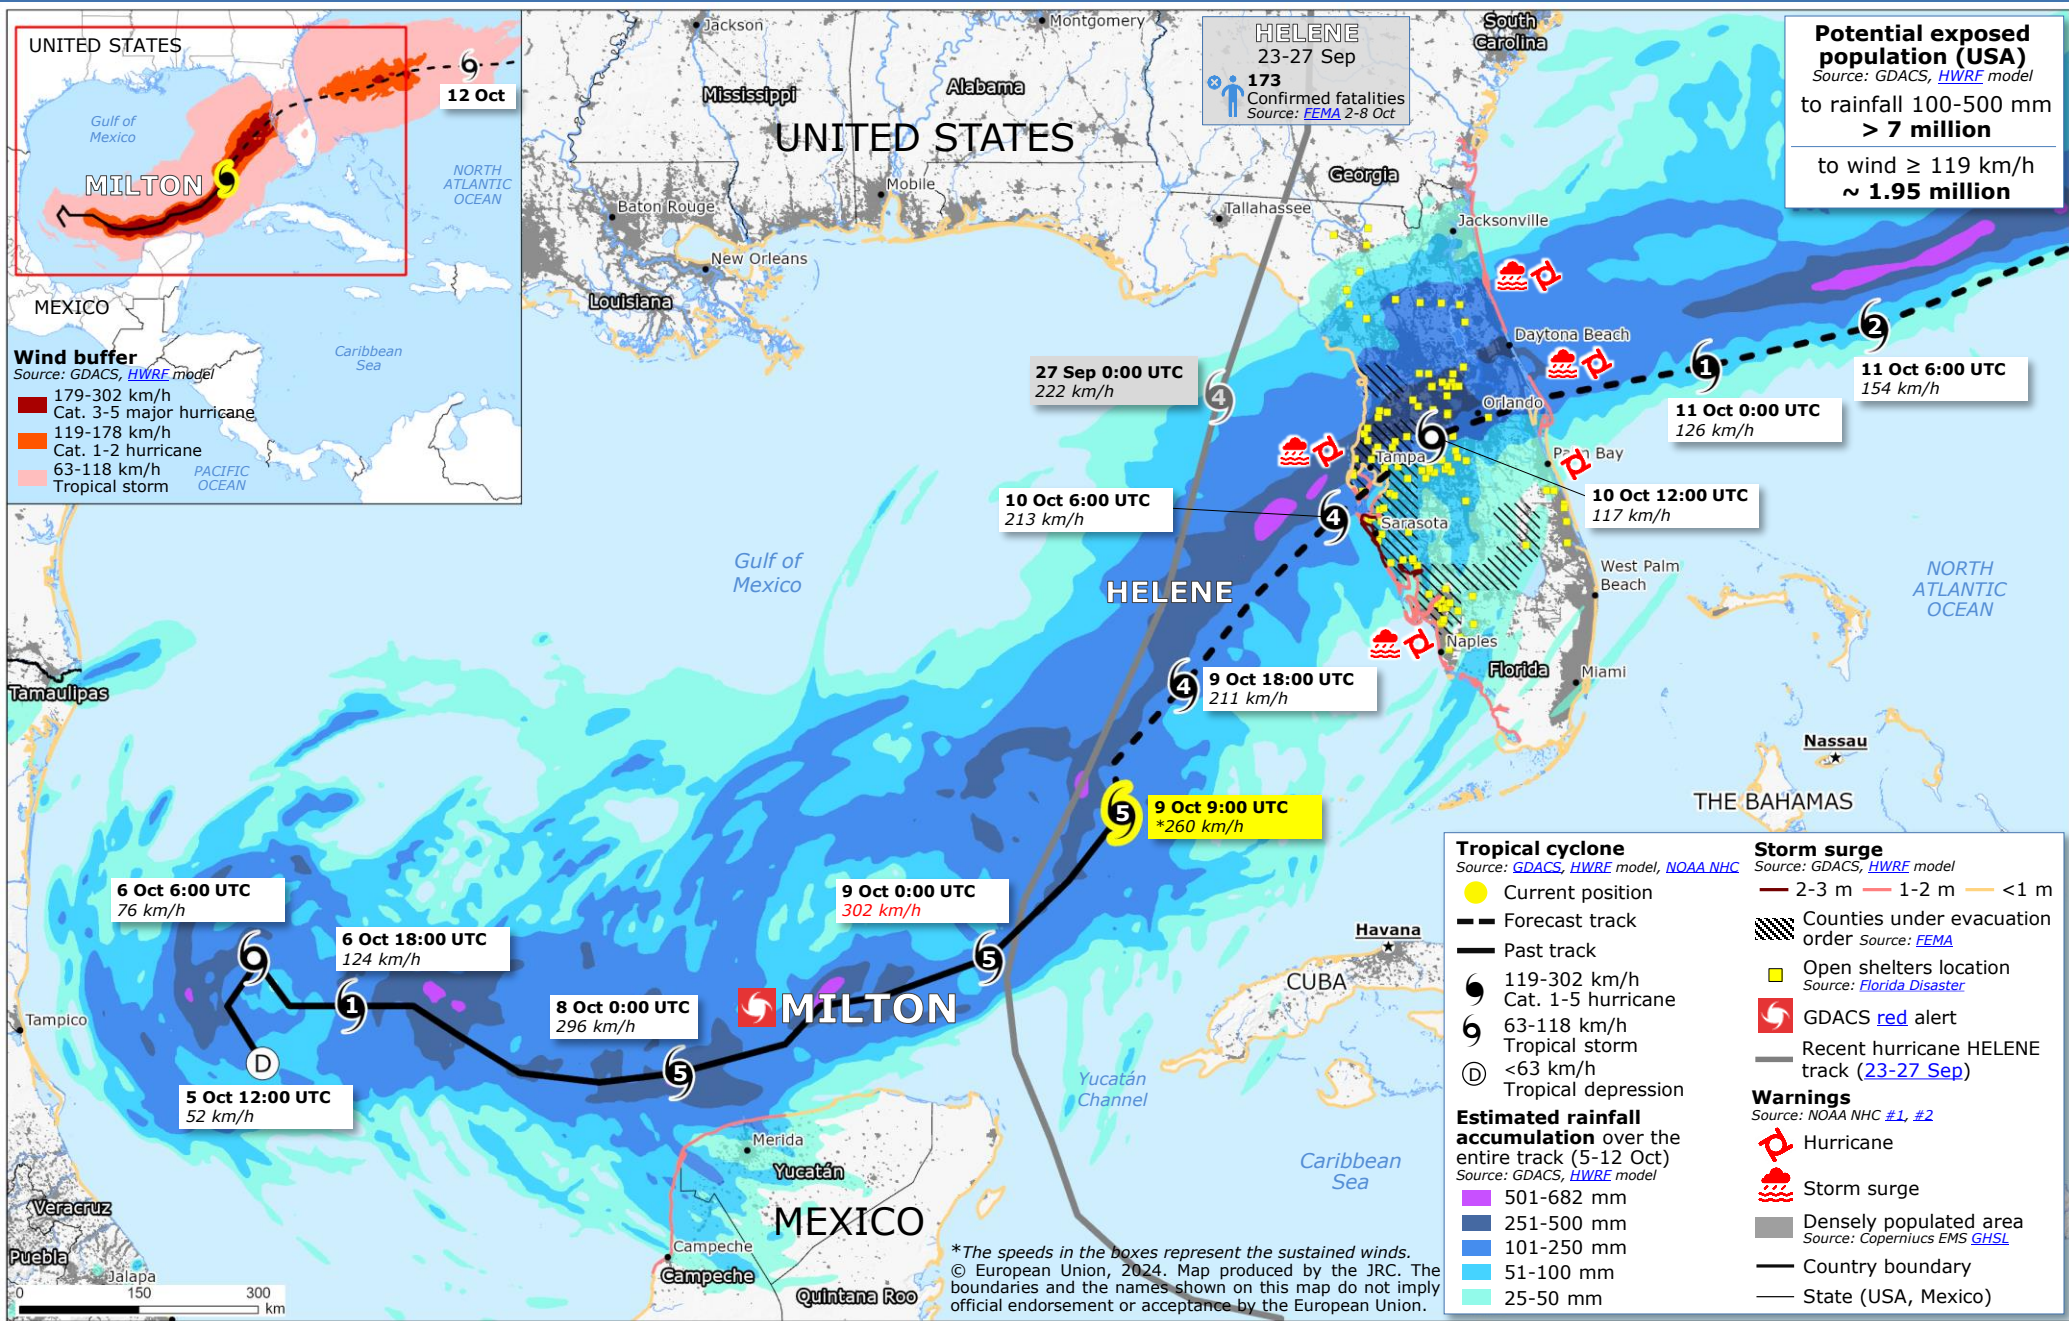 UNITED STATES
12 Oct
Gulf of
Mexico
MILTON
NORTH
ATLANTIC
OCEAN
MEXICO
Caribbean
Sea
PACIFIC
OCEAN
Wind buffer
Source: GDACS, HWRF model
179-302 km/h
Cat. 3-5 major hurricane
119-178 km/h
Cat. 1-2 hurricane
63-118 km/h
Tropical storm
Jackson
Montgomery
Mississippi
Alabama
UNITED STATES
Mobile
Baton Rouge
Tallahassee
New Orleans
Louisiana
Georgia
South
Carolina
Jacksonville
HELENE
23-27 Sep
173
Confirmed fatalities
Source: FEMA 2-8 Oct
Potential exposed
population (USA)
Source: GDACS, HWRF model
to rainfall 100-500 mm
> 7 million
to wind ≥ 119 km/h
~ 1.95 million
Daytona Beach
2
1
11 Oct 6:00 UTC
154 km/h
11 Oct 0:00 UTC
126 km/h
27 Sep 0:00 UTC
222 km/h
4
Orlando
Tampa
Palm Bay
10 Oct 12:00 UTC
117 km/h
10 Oct 6:00 UTC
213 km/h
4
Sarasota
Gulf of
Mexico
HELENE
West Palm
Beach
NORTH
ATLANTIC
OCEAN
Naples
Florida
Miami
4
9 Oct 18:00 UTC
211 km/h
Tamaulipas
Nassau
THE BAHAMAS
5
9 Oct 9:00 UTC
*260 km/h
6 Oct 6:00 UTC
76 km/h
9 Oct 0:00 UTC
302 km/h
6 Oct 18:00 UTC
124 km/h
5
Havana
CUBA
1
8 Oct 0:00 UTC
296 km/h
MILTON
Tampico
D
5
5 Oct 12:00 UTC
52 km/h
Yucatán
Channel
Merida
Yucatán
Caribbean
Sea
Veracruz
MEXICO
Puebla
Jalapa
Campeche
Campeche
Quintana Roo
0 150 300
km
*The speeds in the boxes represent the sustained winds.
© European Union, 2024. Map produced by the JRC. The
boundaries and the names shown on this map do not imply
official endorsement or acceptance by the European Union.
Tropical cyclone
Source: GDACS, HWRF model, NOAA NHC
Current position
Forecast track
Past track
119-302 km/h
Cat. 1-5 hurricane
63-118 km/h
Tropical storm
D
<63 km/h
Tropical depression
Estimated rainfall
accumulation over the
entire track (5-12 Oct)
Source: GDACS, HWRF model
501-682 mm
251-500 mm
101-250 mm
51-100 mm
25-50 mm
Storm surge
Source: GDACS, HWRF model
2-3 m 1-2 m <1 m
Counties under evacuation
order Source: FEMA
Open shelters location
Source: Florida Disaster
GDACS red alert
Recent hurricane HELENE
track (23-27 Sep)
Warnings
Source: NOAA NHC #1, #2
Hurricane
Storm surge
Densely populated area
Source: Coperniucs EMS GHSL
Country boundary
State (USA, Mexico)